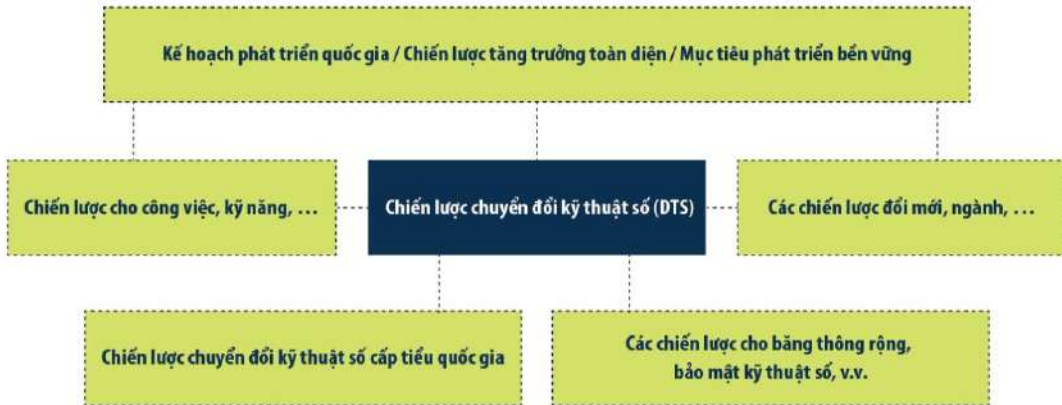 Kế hoạch phát triển quốc gia / Chiến lược tăng trưởng toàn diện / Mục tiêu phát triển bền vững
Chiến lược cho công việc, kỹ năng, ...
Chiến lược chuyển đổi kỹ thuật số (DTS)
Các chiến lược đổi mới, ngành, ...
Chiến lược chuyển đổi kỹ thuật số cấp tiểu quốc gia
Các chiến lược cho băng thông rộng,
bảo mật kỹ thuật số, v.v.